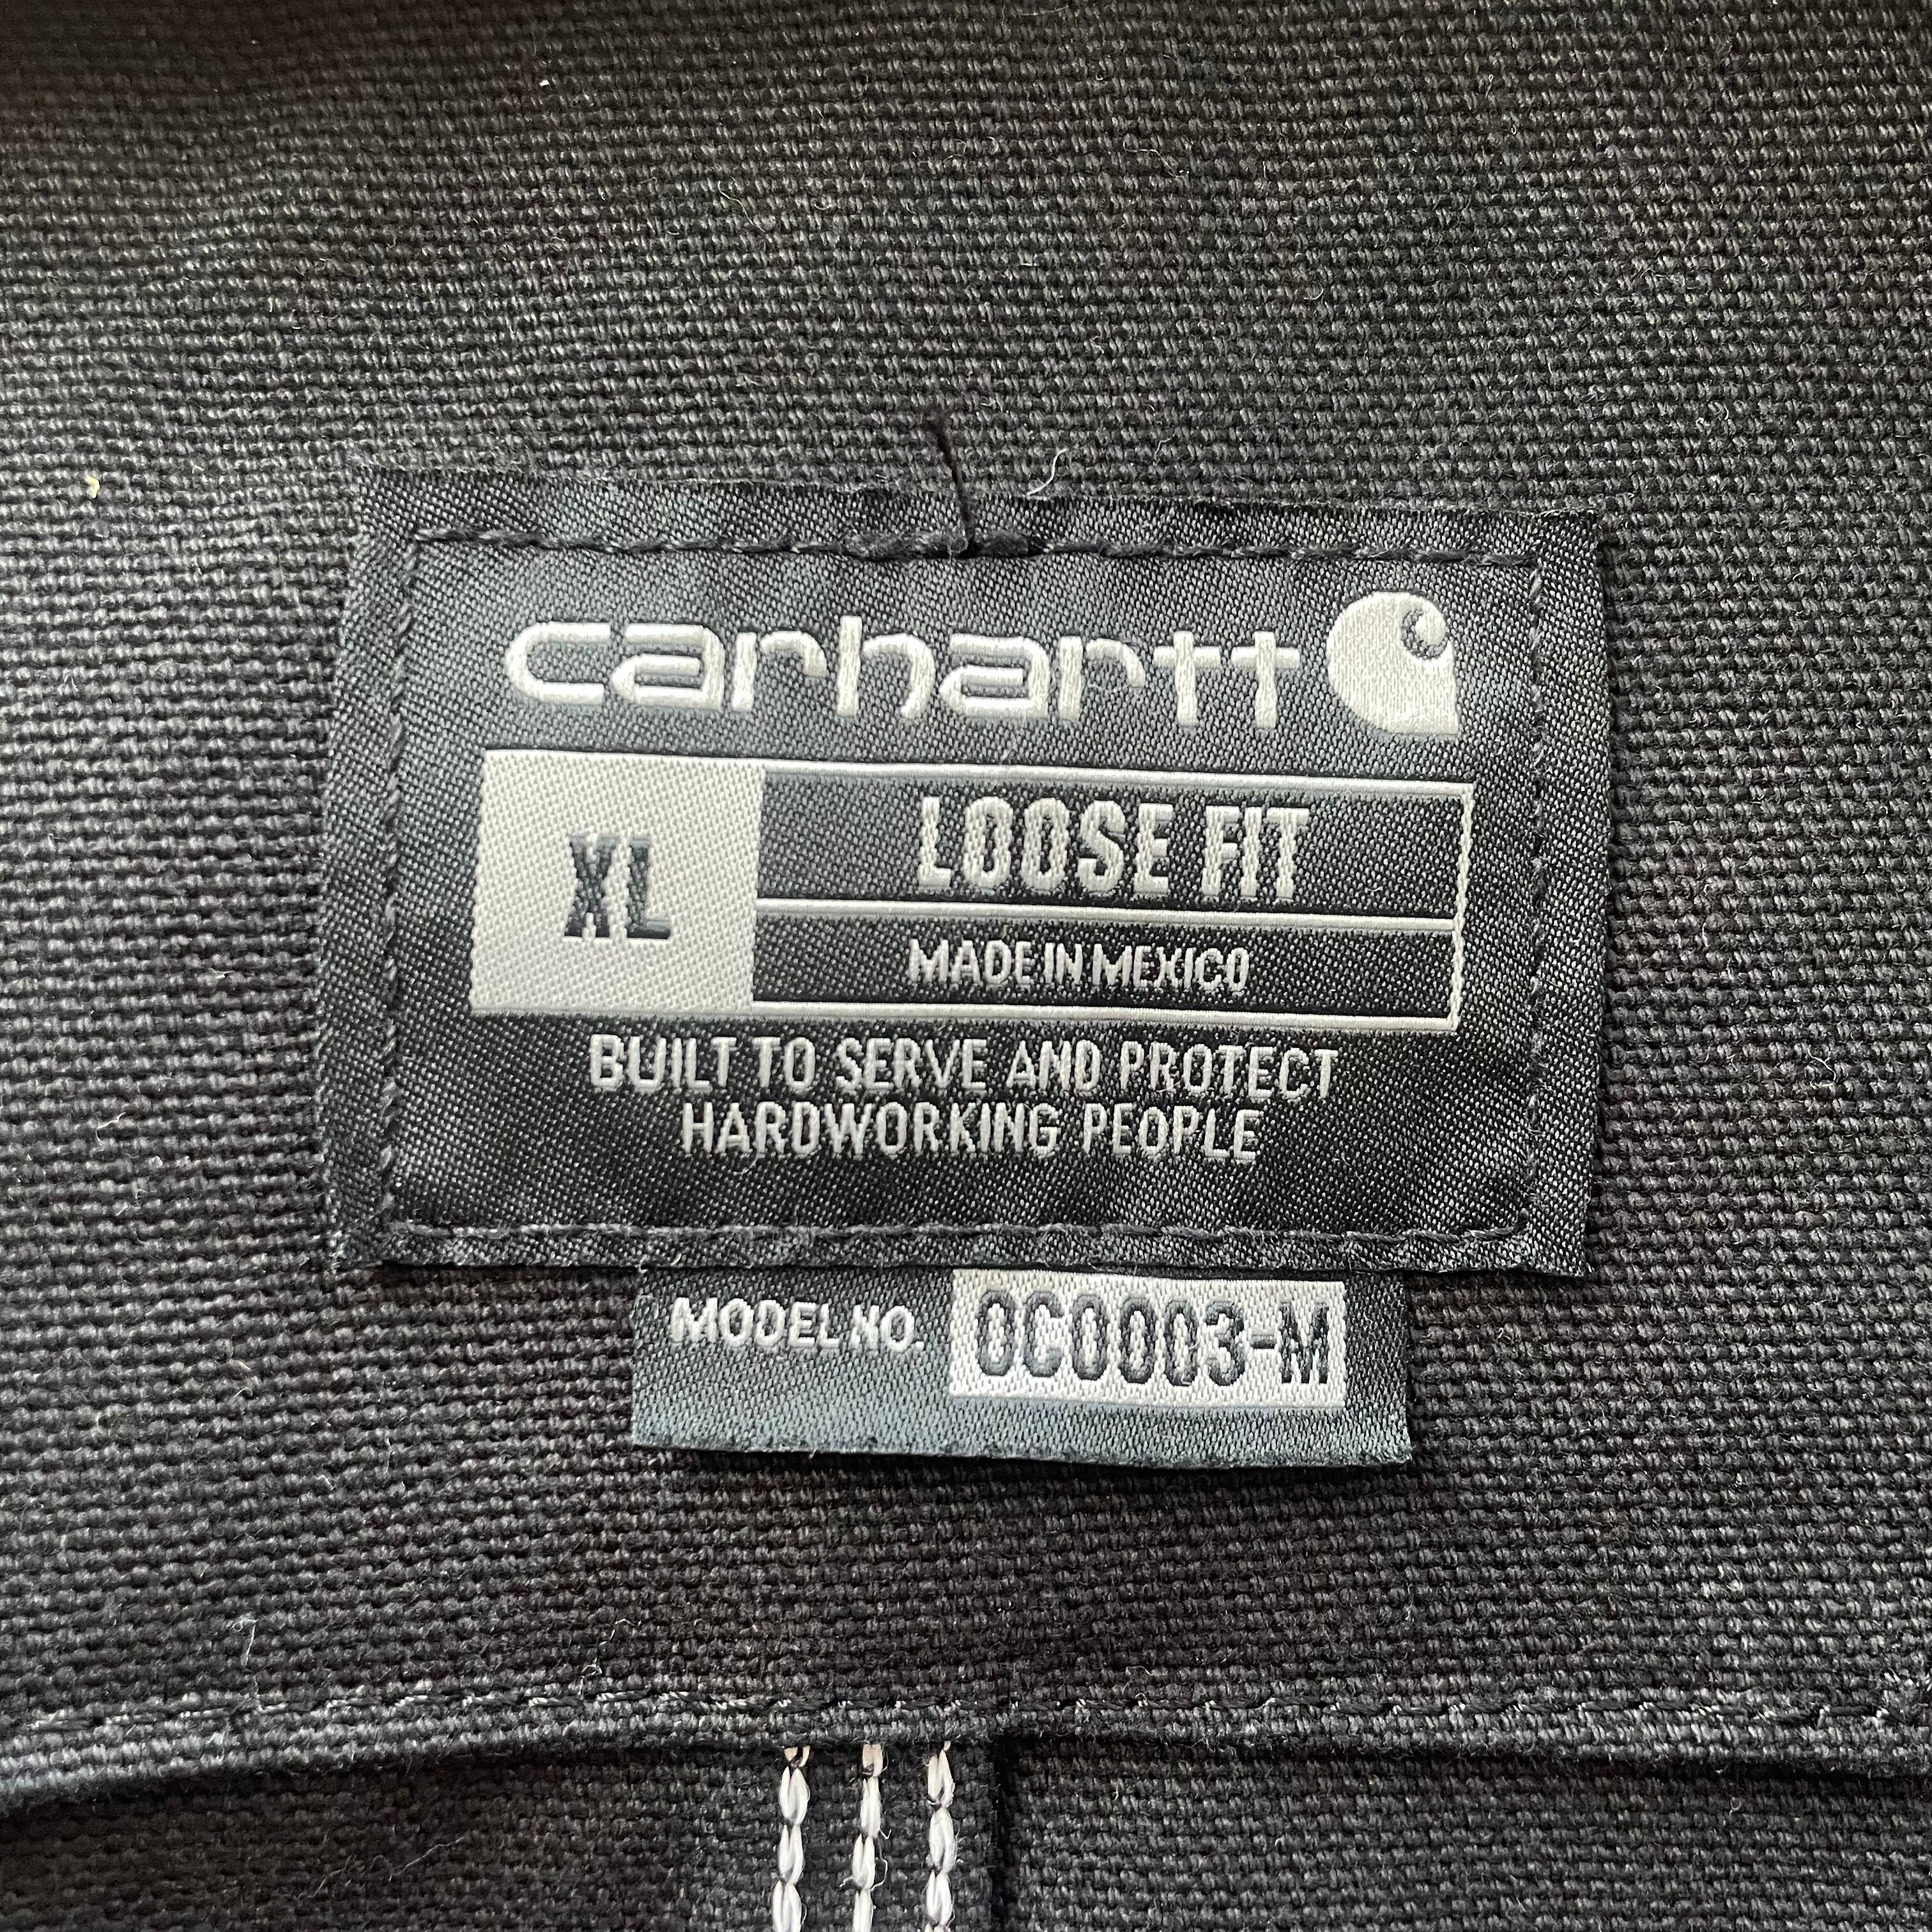 carhartt
XL
LOOSE FIT
MADE IN MEXICO
BUILT TO SERVE AND PROTECT
HARDWORKING PEOPLE
MODEL NO. OC0003-M